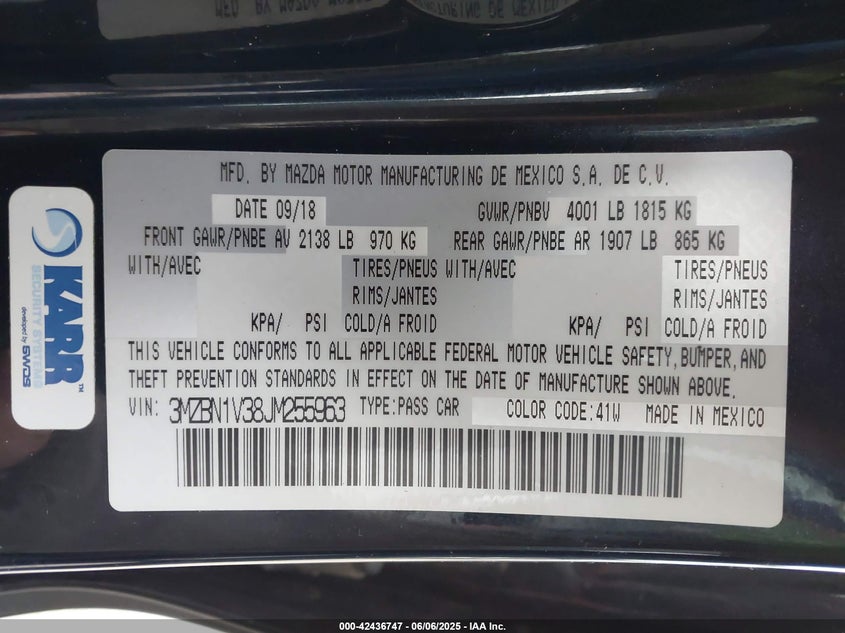 MFD. BY MAZDA MOTOR MANUFACTURING DE MEXICO S.A. DE C.V.
DATE 09/18 GVWR/PNBV 4001 LB 1815 KG
FRONT GAWR/PNBE AV 2138 LB 970 KG REAR GAWR/PNBE AR 1907 LB 865 KG
WITH/AVEC TIRES/PNEUS WITH/AVEC TIRES/PNEUS
RIMS/JANTES RIMS/JANTES
KPA/ PSI COLD/A FROID KPA/ PSI COLD/A FROID
THIS VEHICLE CONFORMS TO ALL APPLICABLE FEDERAL MOTOR VEHICLE SAFETY, BUMPER, AND
THEFT PREVENTION STANDARDS IN EFFECT ON THE DATE OF MANUFACTURE SHOWN ABOVE.
VIN: 3MZBN1V38JM255963 TYPE:PASS CAR COLOR CODE:41W MADE IN MEXICO
KARR™
SECURITY SYSTEMS
developed by SWDS
000-42436747 - 06/06/2025 - IAA Inc.